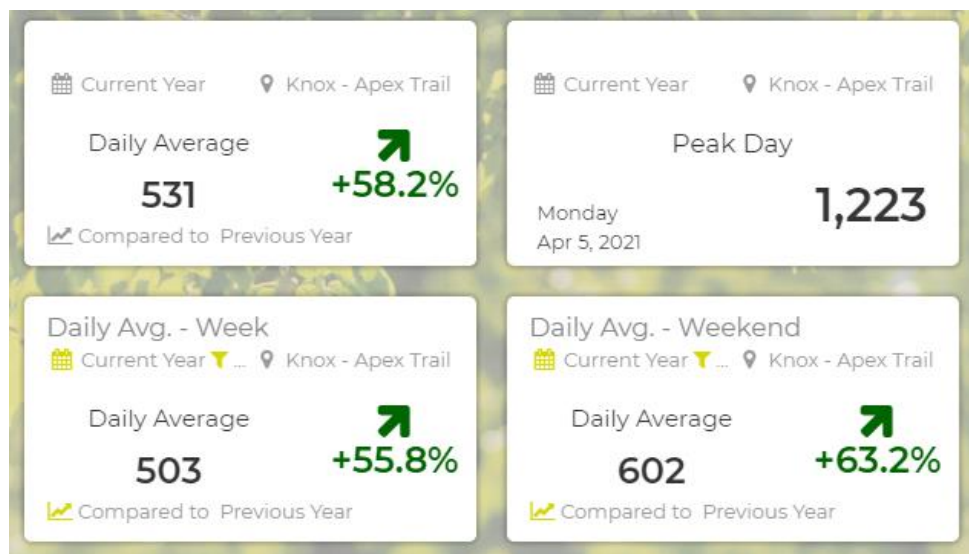 Current Year Knox - Apex Trail
Daily Average
531
+58.2%
Compared to Previous Year
Current Year Knox - Apex Trail
Peak Day
1,223
Monday
Apr 5, 2021
Daily Avg. - Week
Current Year ... Knox - Apex Trail
Daily Average
503
+55.8%
Compared to Previous Year
Daily Avg. - Weekend
Current Year ... Knox - Apex Trail
Daily Average
602
+63.2%
Compared to Previous Year